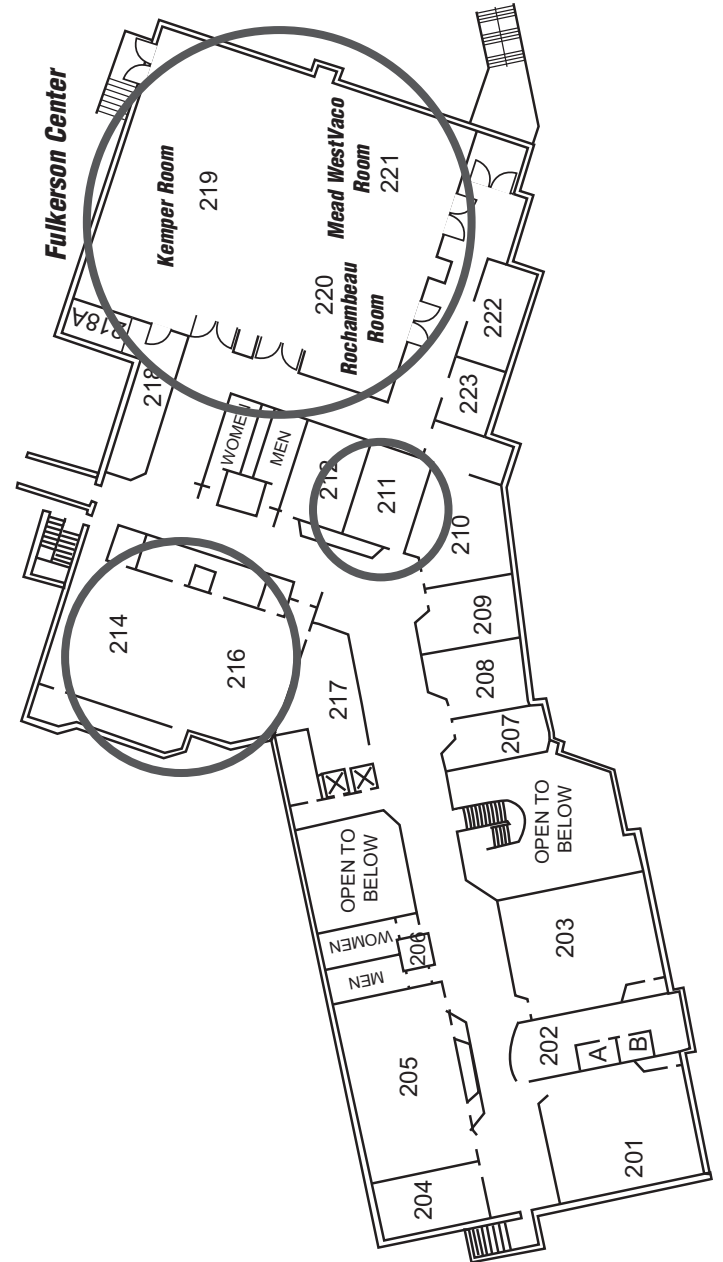 Fulkerson Center
Kemper Room
219
Mead WestVaco
Room
221
220
Rochambeau
Room
218A
218
222
223
WOMEN
MEN
212
211
210
214
216
209
208
217
207
OPEN TO
BELOW
OPEN TO
BELOW
WOMEN
206
MEN
203
205
202
A
B
204
201